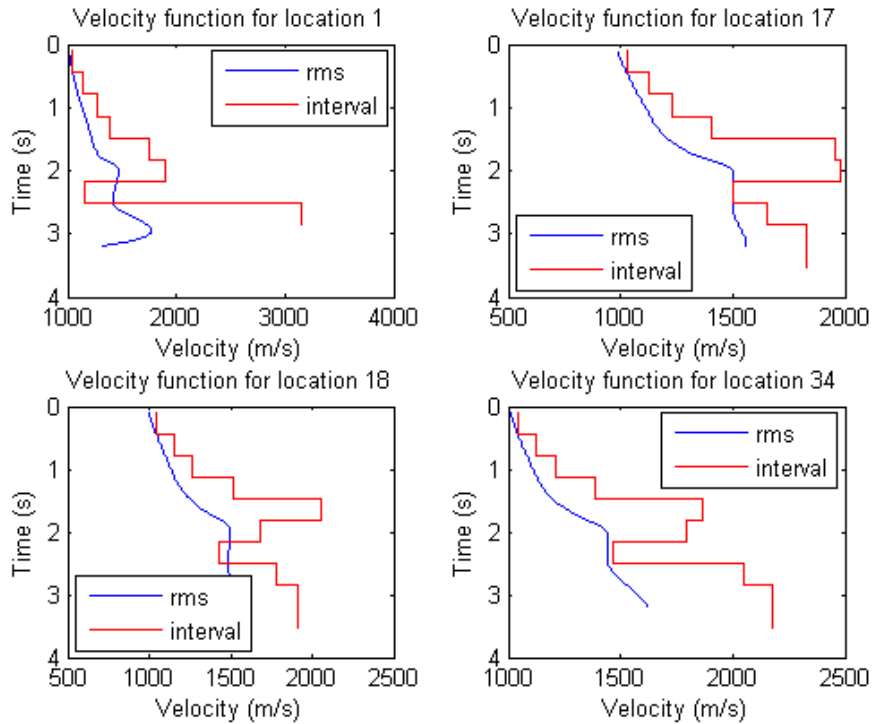 Velocity function for location 1
0
1
2
3
4
1000
2000
3000
4000
Time (s)
Velocity (m/s)
rms
interval
Velocity function for location 17
0
1
2
3
4
500
1000
1500
2000
Time (s)
Velocity (m/s)
rms
interval
Velocity function for location 18
0
1
2
3
4
500
1000
1500
2000
2500
Time (s)
Velocity (m/s)
rms
interval
Velocity function for location 34
0
1
2
3
4
1000
1500
2000
2500
Time (s)
Velocity (m/s)
rms
interval